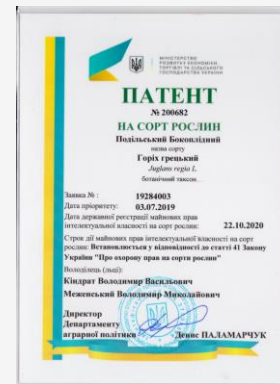 МІНІСТЕРСТВО
РОЗВИТКУ ЕКОНОМІКИ,
ТОРГІВЛІ ТА СІЛЬСЬКОГО
ГОСПОДАРСТВА УКРАЇНИ
ПАТЕНТ
№ 200682
НА СОРТ РОСЛИН
Подільський Бокоплідний
назва сорту
Горіх грецький
Juglans regia L.
ботанічний таксон
Заявка № : 19284003
Дата пріоритету: 03.07.2019
Дата державної реєстрації майнових прав
інтелектуальної власності на сорт рослин: 22.10.2020
Строк дії майнових прав інтелектуальної власності на сорт
рослин: Встановлюється у відповідності до статті 41 Закону
України "Про охорону прав на сорти рослин"
Володілець (льці):
Кіндрат Володимир Васильович
Меженський Володимир Миколайович
Директор
Департаменту
аграрної політики Денис ПАЛАМАРЧУК